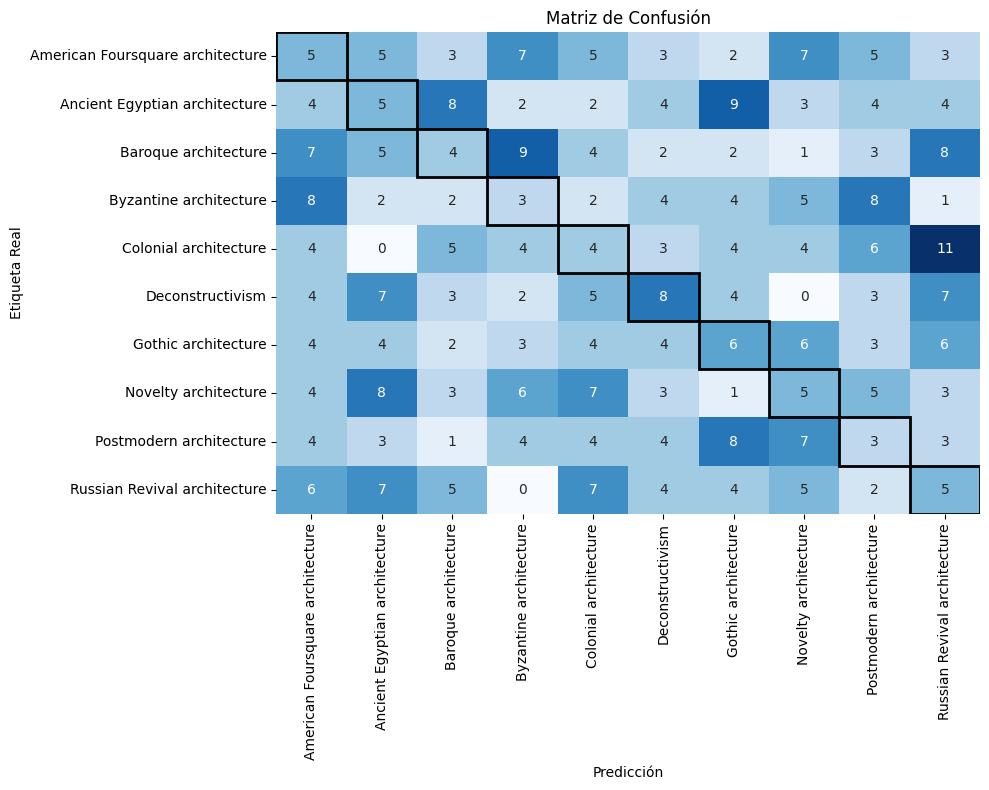 Matriz de Confusión
Etiqueta Real
American Foursquare architecture 5 5 3 7 5 3 2 7 5 3
Ancient Egyptian architecture 4 5 8 2 2 4 9 3 4 4
Baroque architecture 7 5 4 9 4 2 2 1 3 8
Byzantine architecture 8 2 2 3 2 4 4 5 8 1
Colonial architecture 4 0 5 4 4 3 4 4 6 11
Deconstructivism 4 7 3 2 5 8 4 0 3 7
Gothic architecture 4 4 2 3 4 4 6 6 3 6
Novelty architecture 4 8 3 6 7 3 1 5 5 3
Postmodern architecture 4 3 1 4 4 4 8 7 3 3
Russian Revival architecture 6 7 5 0 7 4 4 5 2 5
American Foursquare architecture
Ancient Egyptian architecture
Baroque architecture
Byzantine architecture
Colonial architecture
Deconstructivism
Gothic architecture
Novelty architecture
Postmodern architecture
Russian Revival architecture
Predicción